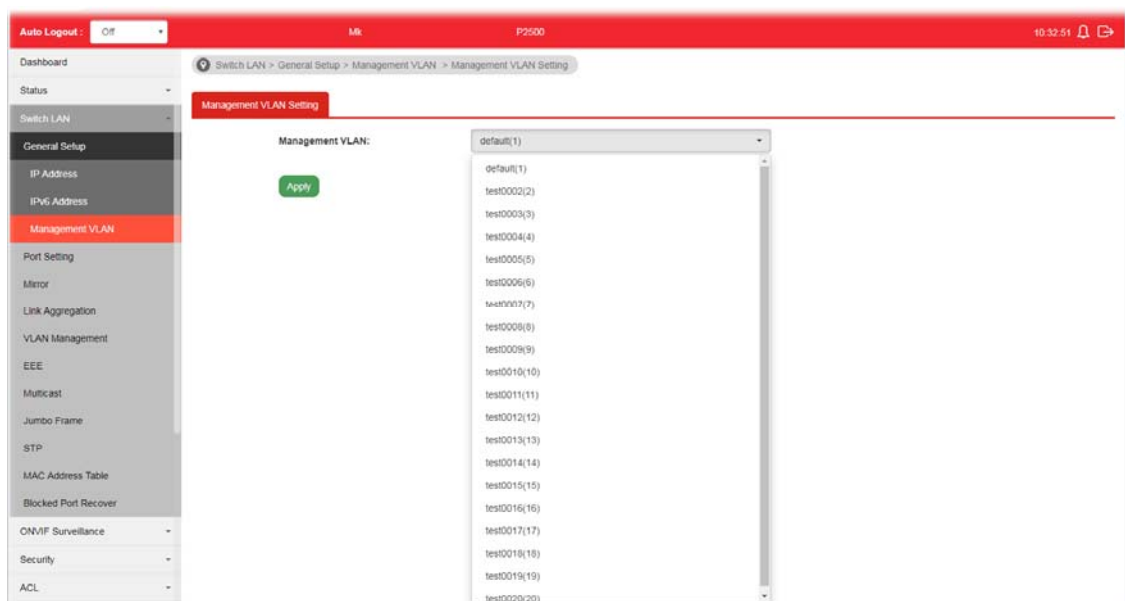 Auto Logout : Off Mk P2500 10:32:51
Dashboard
Switch LAN > General Setup > Management VLAN > Management VLAN Setting
Status
Management VLAN Setting
Switch LAN
General Setup
IP Address
IPv6 Address
Management VLAN
Port Setting
Mirror
Link Aggregation
VLAN Management
EEE
Multicast
Jumbo Frame
STP
MAC Address Table
Blocked Port Recover
ONVIF Surveillance
Security
ACL
Management VLAN: default(1)
Apply
default(1)
test0002(2)
test0003(3)
test0004(4)
test0005(5)
test0006(6)
test0007(7)
test0008(8)
test0009(9)
test0010(10)
test0011(11)
test0012(12)
test0013(13)
test0014(14)
test0015(15)
test0016(16)
test0017(17)
test0018(18)
test0019(19)
test0020(20)